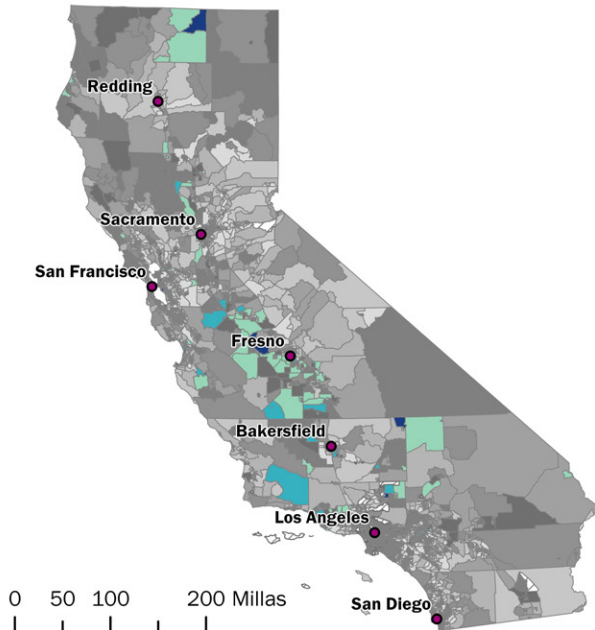 Redding
Sacramento
San Francisco
Fresno
Bakersfield
Los Angeles
0 50 100 200 Millas
San Diego